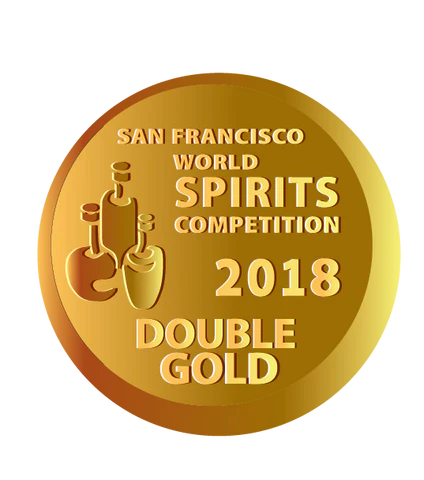 SAN FRANCISCO
WORLD
SPIRITS
COMPETITION
2018
DOUBLE
GOLD